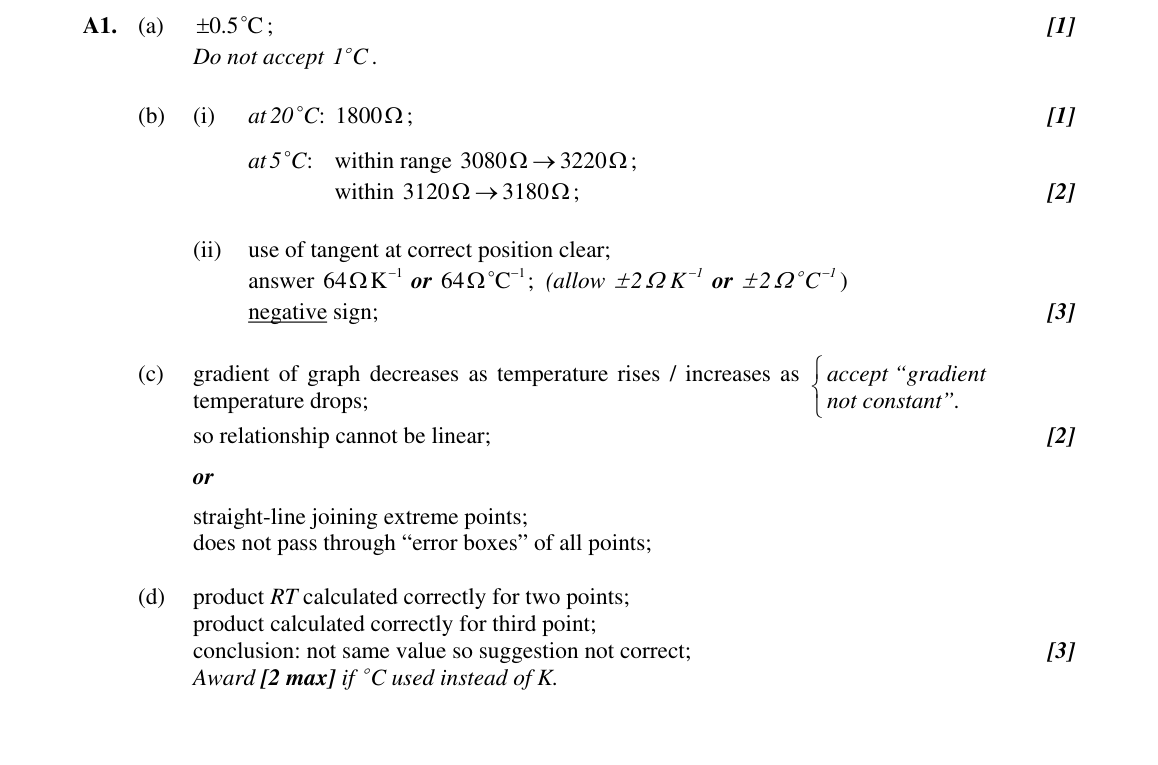 A1. (a) ±0.5°C; [1]
Do not accept 1°C.
(b) (i) at 20°C: 1800Ω; [1]
at 5°C: within range 3080Ω → 3220Ω;
within 3120Ω → 3180Ω; [2]
(ii) use of tangent at correct position clear;
answer 64ΩK⁻¹ or 64Ω°C⁻¹; (allow ±2ΩK⁻¹ or ±2Ω°C⁻¹)
negative sign; [3]
(c) gradient of graph decreases as temperature rises / increases as { accept “gradient
temperature drops; not constant”.
so relationship cannot be linear; [2]
or
straight-line joining extreme points;
does not pass through “error boxes” of all points;
(d) product RT calculated correctly for two points;
product calculated correctly for third point;
conclusion: not same value so suggestion not correct; [3]
Award [2 max] if °C used instead of K.